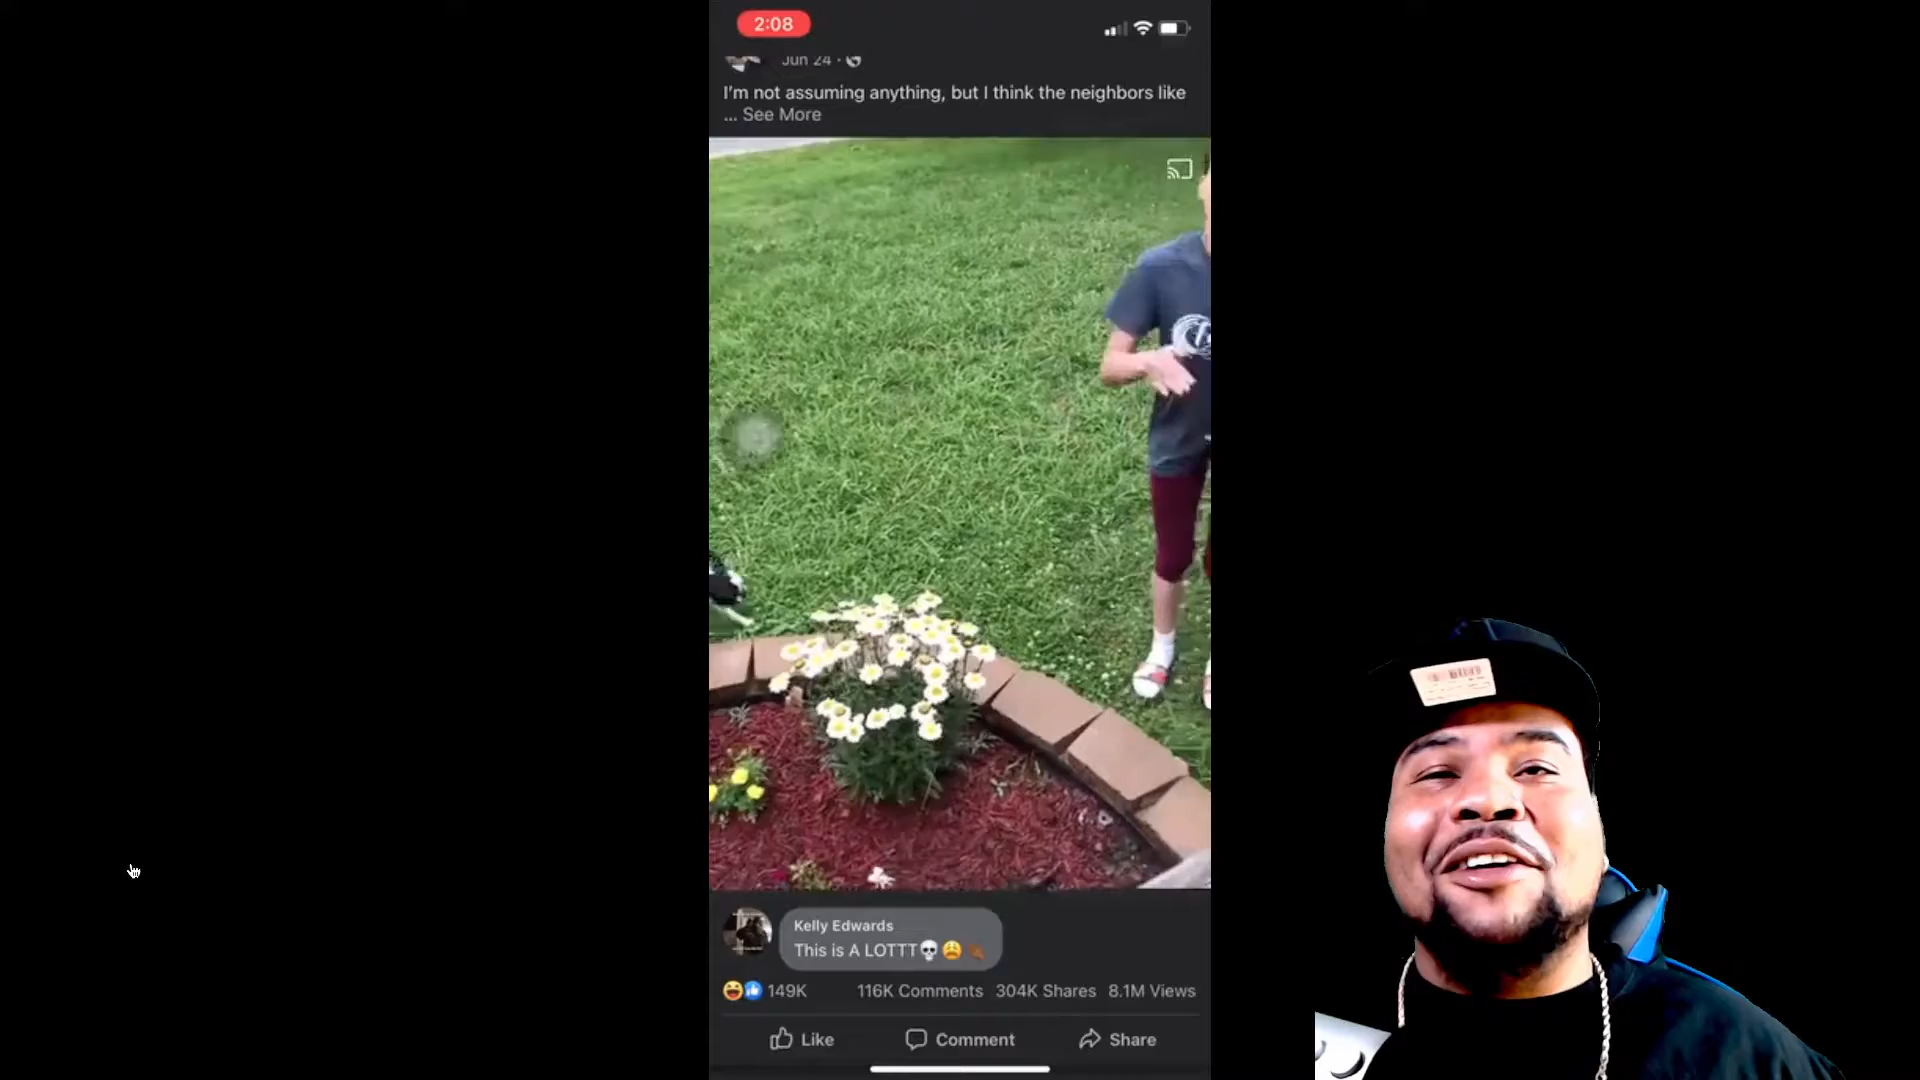 2:08
Jun 24 ·
I'm not assuming anything, but I think the neighbors like
... See More
Kelly Edwards
This is A LOTTT💀😩
149K 116K Comments 304K Shares 8.1M Views
Like Comment Share